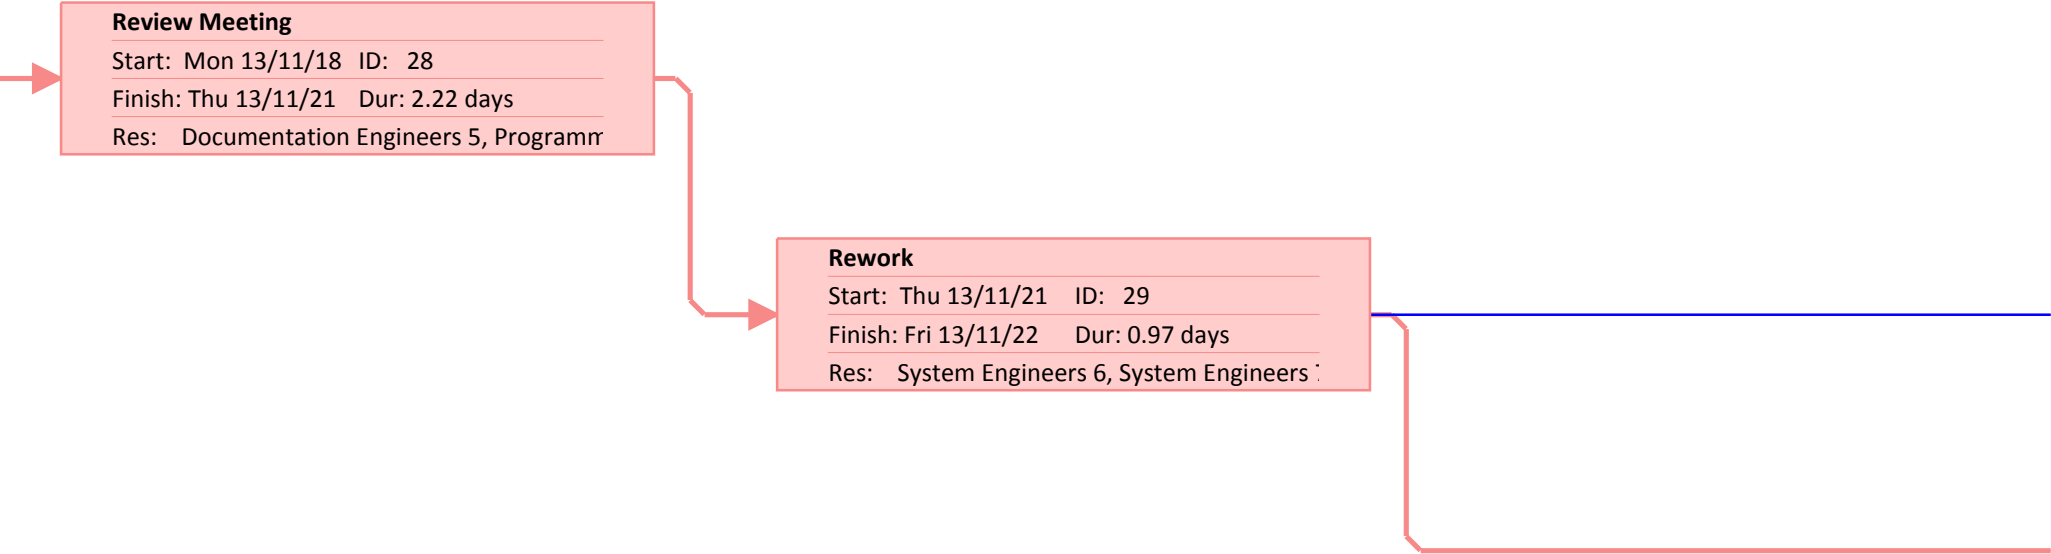 Review Meeting
Start: Mon 13/11/18 ID: 28
Finish: Thu 13/11/21 Dur: 2.22 days
Res: Documentation Engineers 5, Programm
Rework
Start: Thu 13/11/21 ID: 29
Finish: Fri 13/11/22 Dur: 0.97 days
Res: System Engineers 6, System Engineers